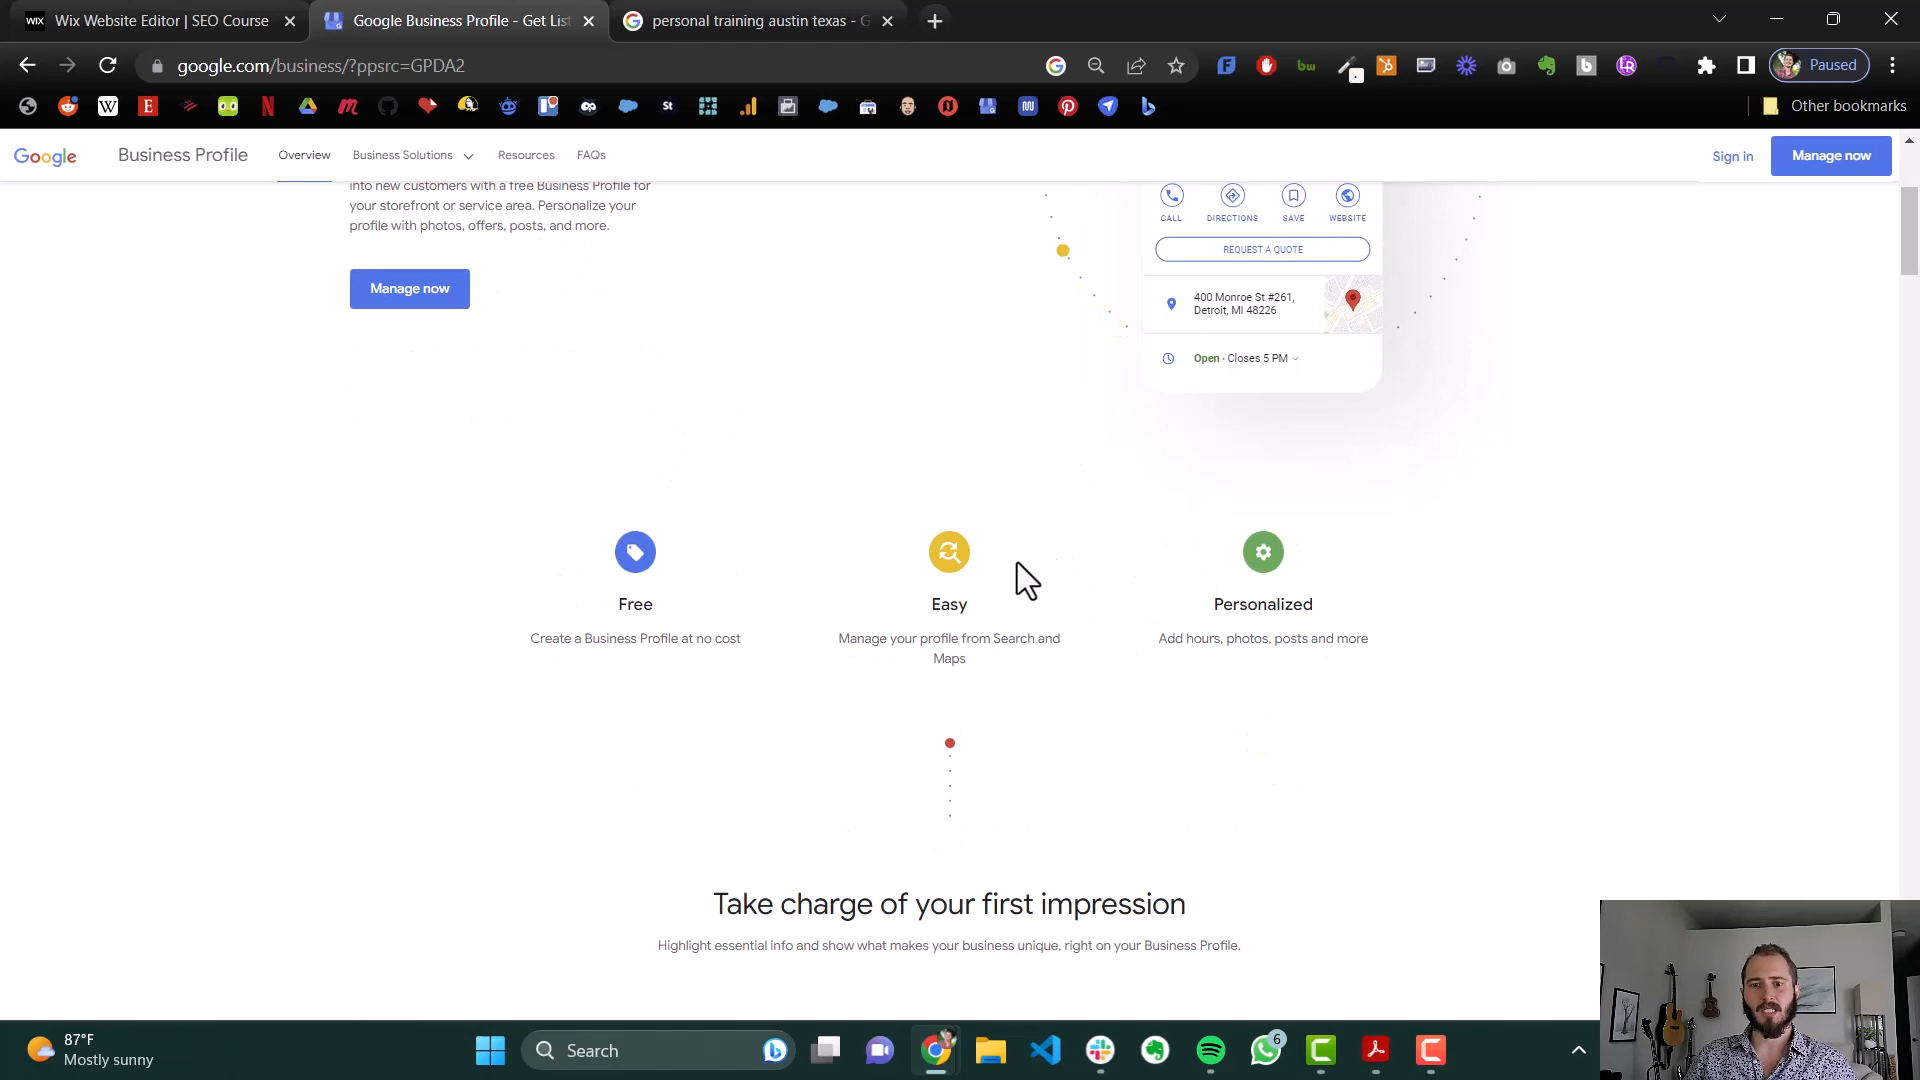 WIX Wix Website Editor | SEO Course
Google Business Profile - Get List
personal training austin texas - G
google.com/business/?ppsrc=GPDA2
Paused
Other bookmarks
Google Business Profile
Overview
Business Solutions
Resources
FAQs
Sign in
Manage now
into new customers with a free Business Profile for
your storefront or service area. Personalize your
profile with photos, offers, posts, and more.
Manage now
CALL
DIRECTIONS
SAVE
WEBSITE
REQUEST A QUOTE
400 Monroe St #261,
Detroit, MI 48226
Open - Closes 5 PM
Free
Create a Business Profile at no cost
Easy
Manage your profile from Search and
Maps
Personalized
Add hours, photos, posts and more
Take charge of your first impression
Highlight essential info and show what makes your business unique, right on your Business Profile.
87°F
Mostly sunny
Search
6